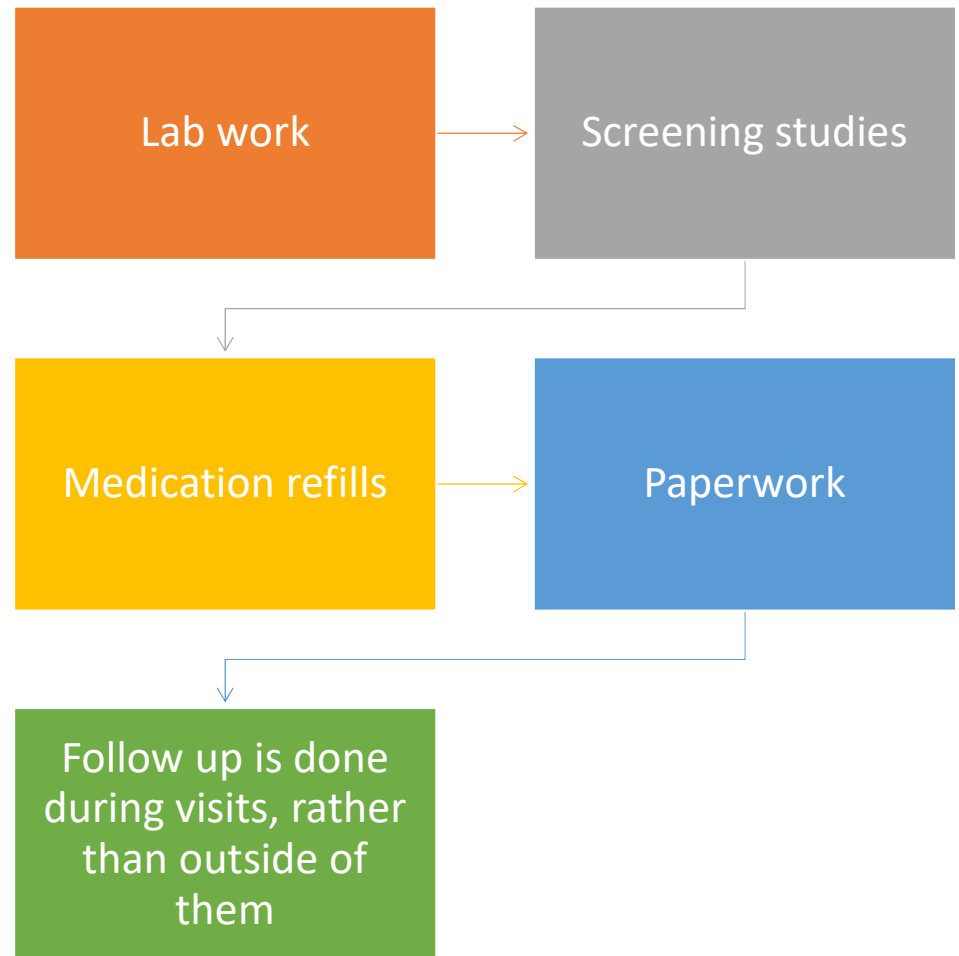 Lab work
Screening studies
Medication refills
Paperwork
Follow up is done
during visits, rather
than outside of
them